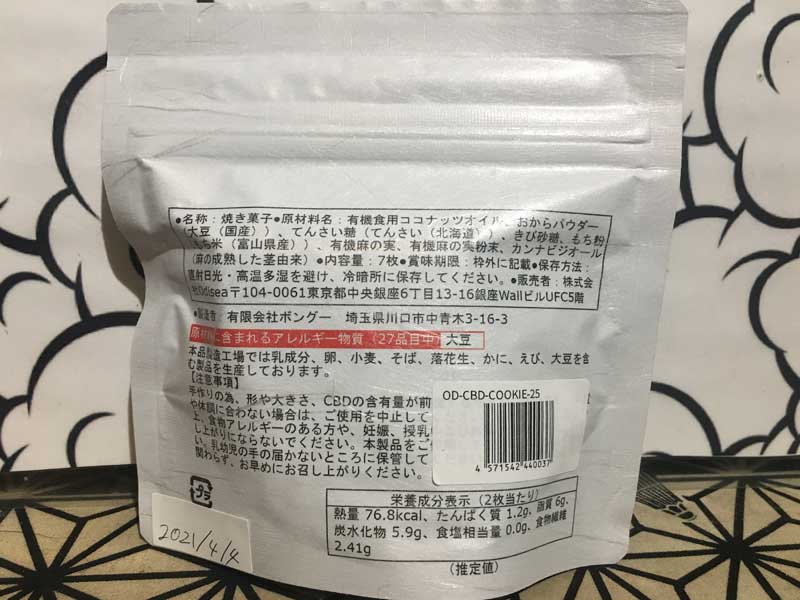 ●名称：焼き菓子●原材料名：有機食用ココナッツオイル、おからパウダー
(大豆（国産））、てんさい糖（てんさい（北海道））、きび砂糖、もち粉
もち米（富山県産））、有機麻の実、有機麻の実粉末、カンナビジオール
(麻の成熟した茎由来）●内容量：7枚●賞味期限：枠外に記載●保存方法：
直射日光・高温多湿を避け、冷暗所に保存してください。●販売者：株式会
社Odisea〒104-0061東京都中央銀座6丁目13-16銀座WallビルUFC5階
●製造者：有限会社ボングー　埼玉県川口市中青木3-16-3
原材料に含まれるアレルギー物質（27品目中）大豆
本品製造工場では乳成分、卵、小麦、そば、落花生、かに、えび、大豆を含
む製品を生産しております。
【注意事項】
手作りの為、形や大きさ、CBDの含有量が前
や体調に合わない場合は、ご使用を中止して
上、食物アレルギーのある方や、妊娠、授乳
し上がりにならないでください。本製品をご
い。乳幼児の手の届かないところに保管して
関わらず、お早めにお召し上がりください。
OD-CBD-COOKIE-25
4 571542 440037
プラ
栄養成分表示（2枚当たり）
熱量 76.8kcal、たんぱく質 1.2g、脂質 6g、
炭水化物 5.9g、食塩相当量 0.0g、食物繊維
2.41g
（推定値）
2021/4/4